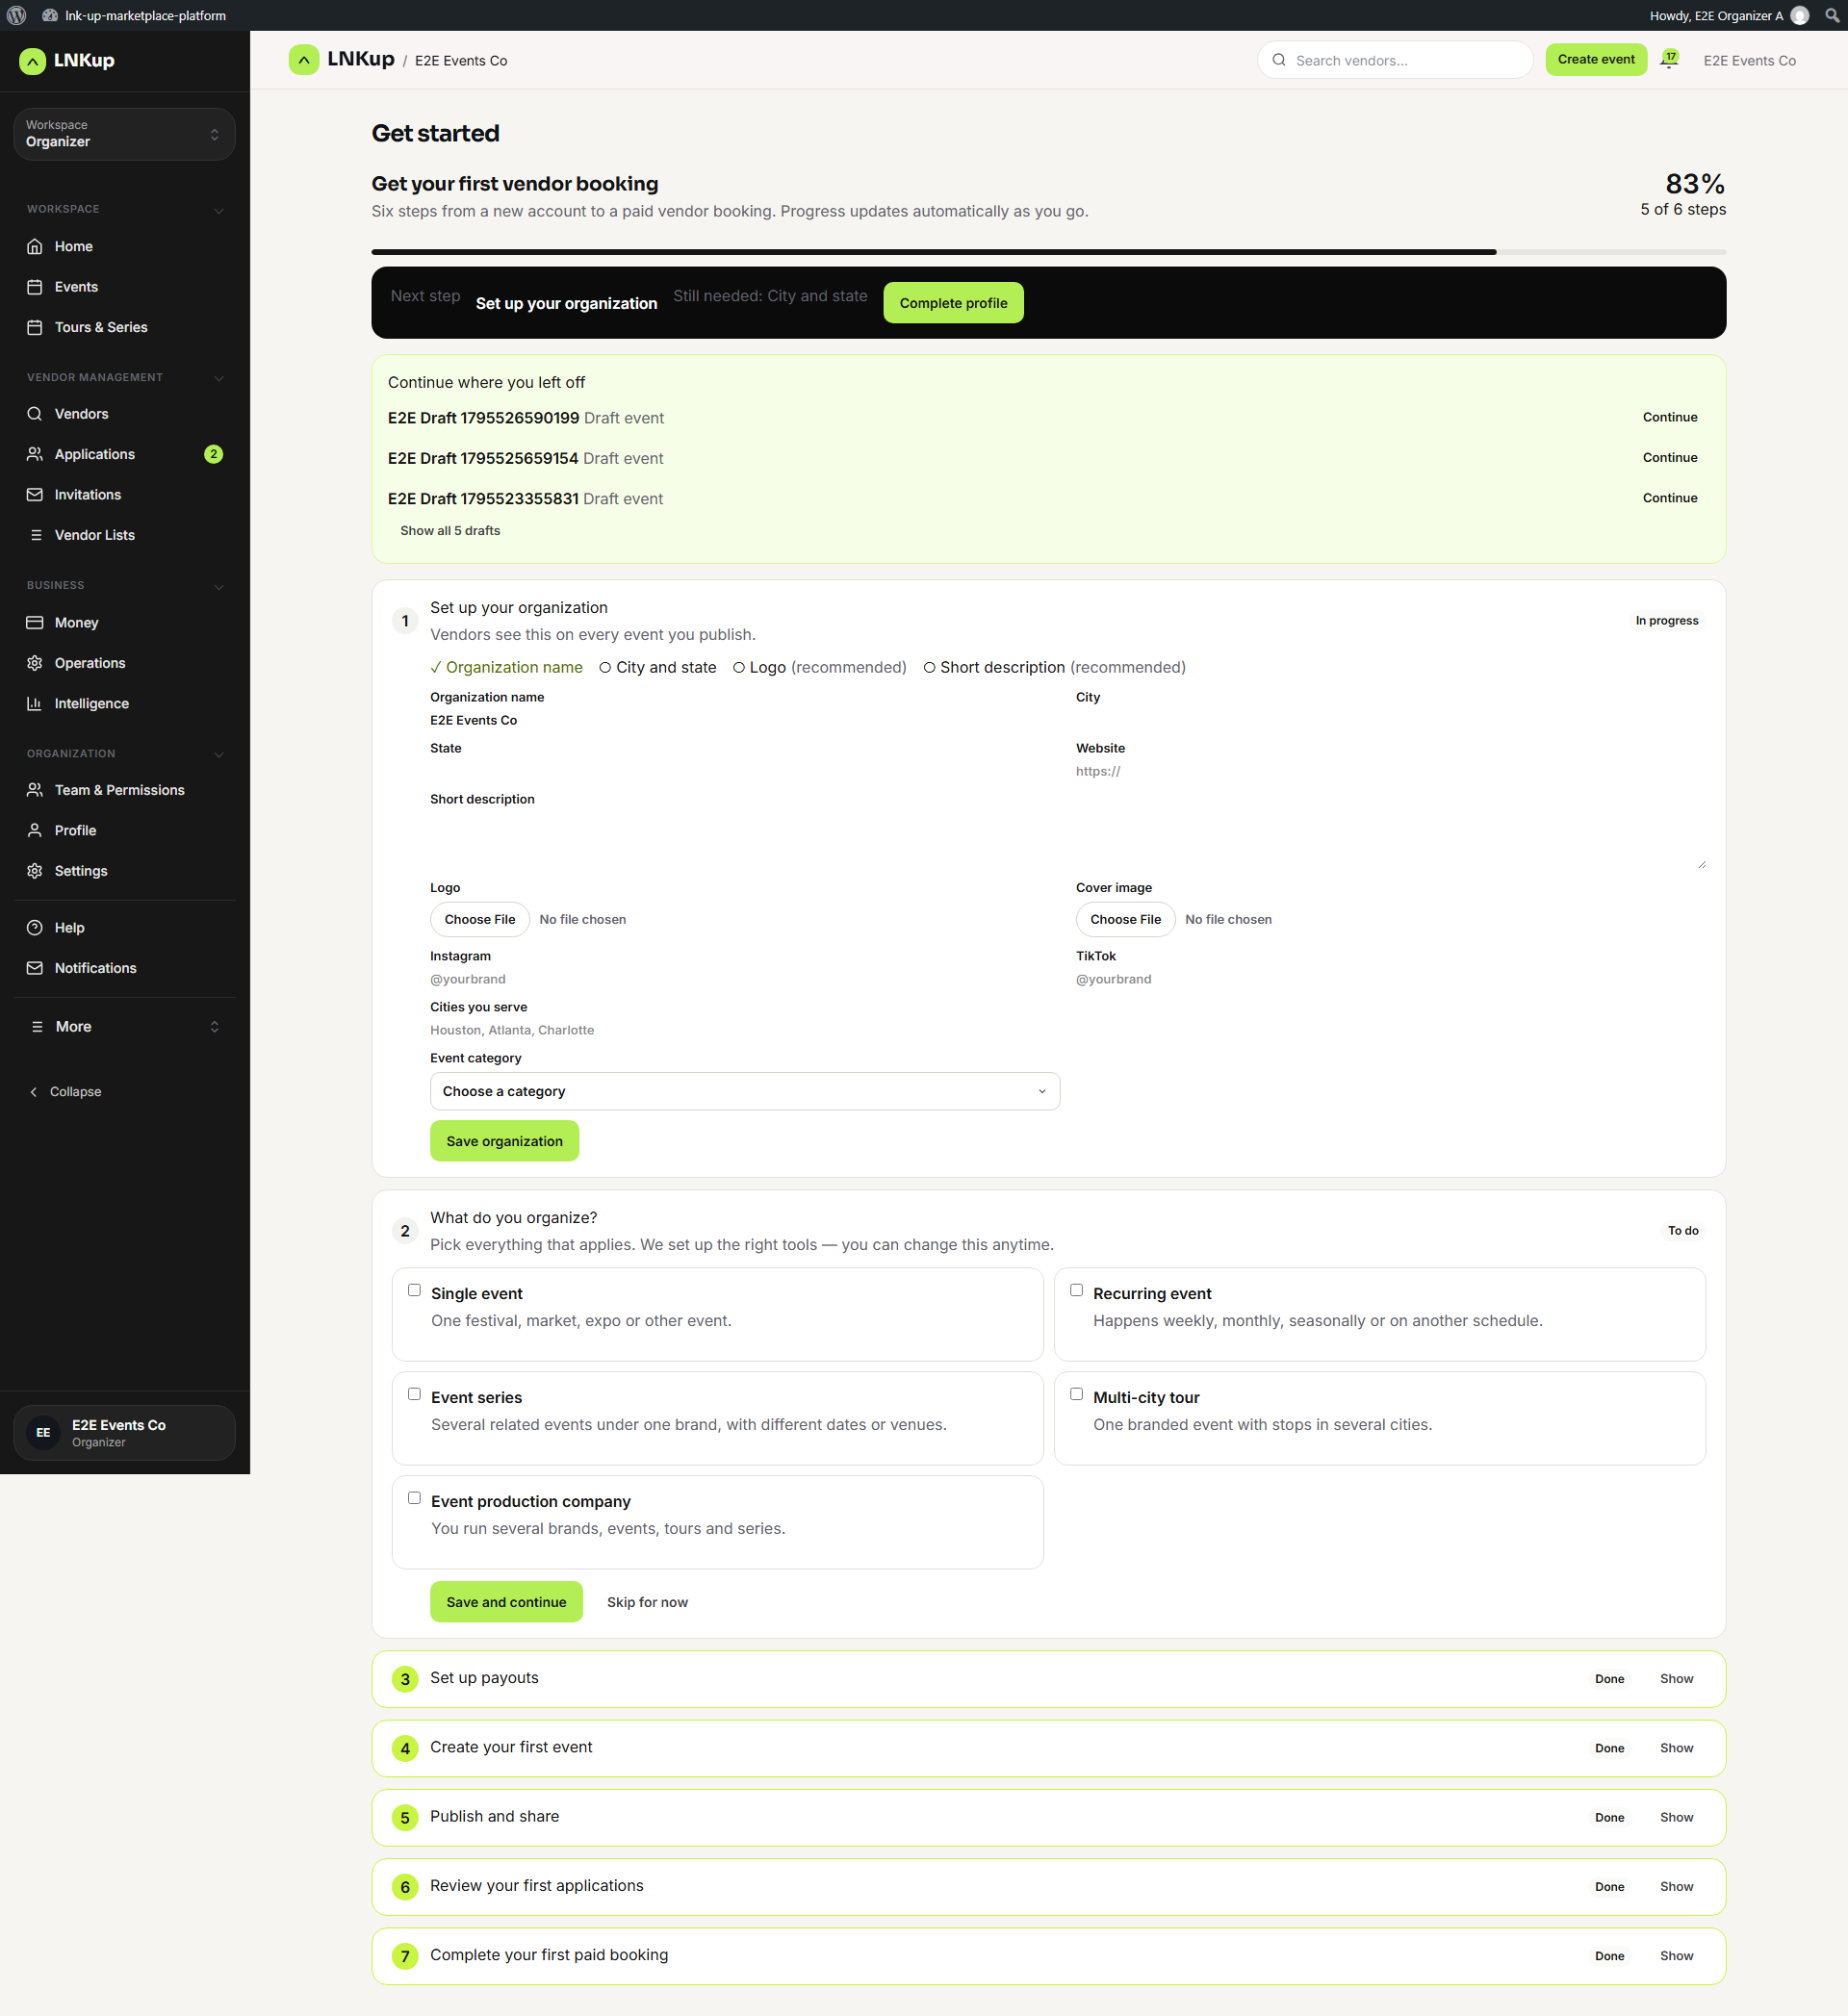 lnk-up-marketplace-platform
Howdy, E2E Organizer A
LNKup
Workspace
Organizer
WORKSPACE
Home
Events
Tours & Series
VENDOR MANAGEMENT
Vendors
Applications
2
Invitations
Vendor Lists
BUSINESS
Money
Operations
Intelligence
ORGANIZATION
Team & Permissions
Profile
Settings
Help
Notifications
More
Collapse
EE
E2E Events Co
Organizer
LNKup / E2E Events Co
Search vendors...
Create event
17
E2E Events Co
Get started
Get your first vendor booking
Six steps from a new account to a paid vendor booking. Progress updates automatically as you go.
83%
5 of 6 steps
Next step
Set up your organization
Still needed: City and state
Complete profile
Continue where you left off
E2E Draft 1795526590199 Draft event
Continue
E2E Draft 1795525659154 Draft event
Continue
E2E Draft 1795523355831 Draft event
Continue
Show all 5 drafts
1
Set up your organization
Vendors see this on every event you publish.
In progress
✓ Organization name
○ City and state
○ Logo (recommended)
○ Short description (recommended)
Organization name
E2E Events Co
City
State
Website
https://
Short description
Logo
Choose File
No file chosen
Cover image
Choose File
No file chosen
Instagram
@yourbrand
TikTok
@yourbrand
Cities you serve
Houston, Atlanta, Charlotte
Event category
Choose a category
Save organization
2
What do you organize?
Pick everything that applies. We set up the right tools — you can change this anytime.
To do
Single event
One festival, market, expo or other event.
Recurring event
Happens weekly, monthly, seasonally or on another schedule.
Event series
Several related events under one brand, with different dates or venues.
Multi-city tour
One branded event with stops in several cities.
Event production company
You run several brands, events, tours and series.
Save and continue
Skip for now
3
Set up payouts
Done
Show
4
Create your first event
Done
Show
5
Publish and share
Done
Show
6
Review your first applications
Done
Show
7
Complete your first paid booking
Done
Show